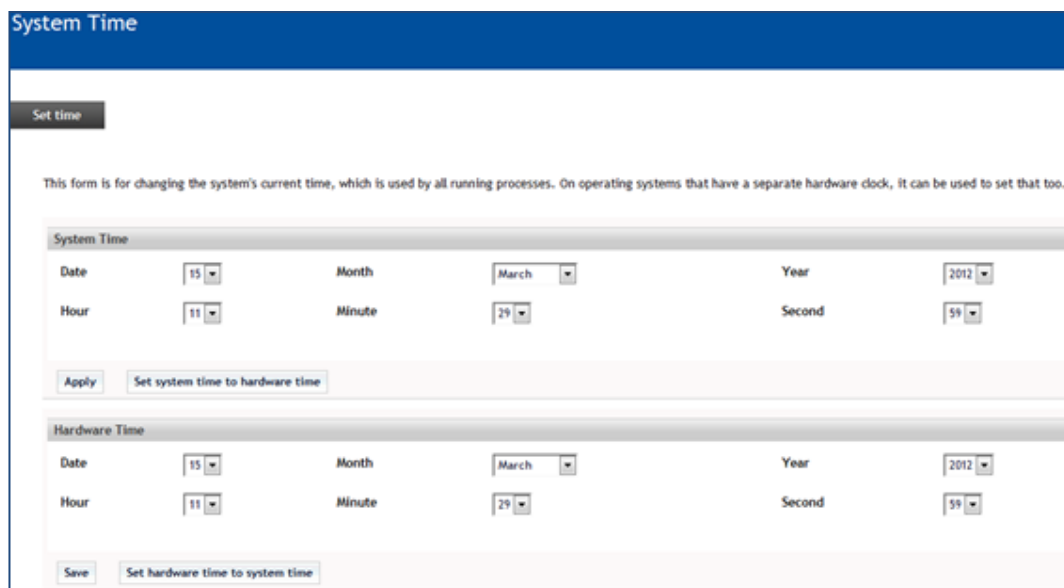 System Time
Set time
This form is for changing the system's current time, which is used by all running processes. On operating systems that have a separate hardware clock, it can be used to set that too.
System Time
Date 15 Month March Year 2012
Hour 11 Minute 29 Second 59
Apply Set system time to hardware time
Hardware Time
Date 15 Month March Year 2012
Hour 11 Minute 29 Second 59
Save Set hardware time to system time